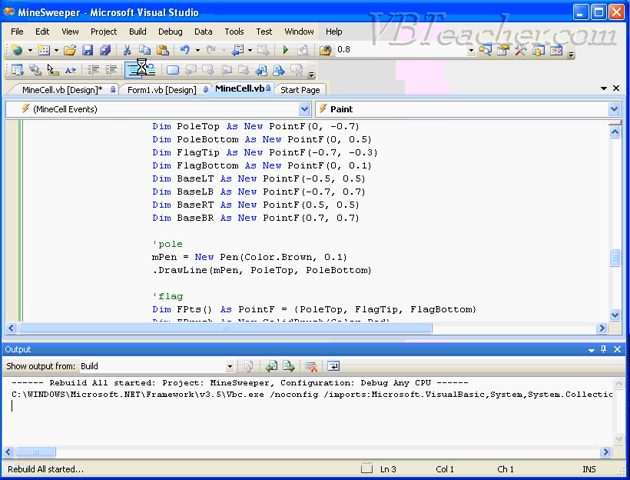 MineSweeper - Microsoft Visual Studio
VBTeacher.com
File Edit View Project Build Debug Data Tools Test Window Help
0.8
MineCell.vb [Design]* Form1.vb [Design] MineCell.vb Start Page
(MineCell Events) Paint
Dim PoleTop As New PointF(0, -0.7)
Dim PoleBottom As New PointF(0, 0.5)
Dim FlagTip As New PointF(-0.7, -0.3)
Dim FlagBottom As New PointF(0, 0.1)
Dim BaseLT As New PointF(-0.5, 0.5)
Dim BaseLB As New PointF(-0.7, 0.7)
Dim BaseRT As New PointF(0.5, 0.5)
Dim BaseBR As New PointF(0.7, 0.7)
'pole
mPen = New Pen(Color.Brown, 0.1)
.DrawLine(mPen, PoleTop, PoleBottom)
'flag
Dim FPts() As PointF = {PoleTop, FlagTip, FlagBottom}
Output
Show output from: Build
------ Rebuild All started: Project: MineSweeper, Configuration: Debug Any CPU ------
C:\WINDOWS\Microsoft.NET\Framework\v3.5\Vbc.exe /noconfig /imports:Microsoft.VisualBasic,System,System.Collectio
Rebuild All started... Ln 3 Col 1 Ch 1 INS